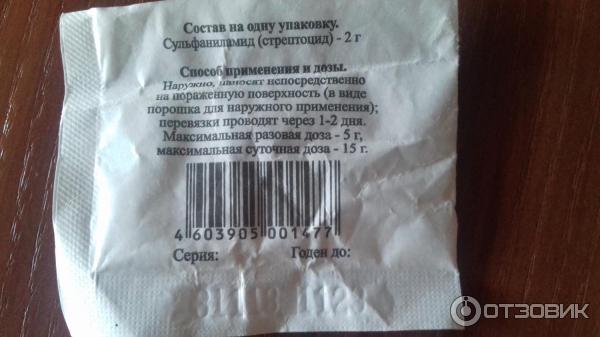 Состав на одну упаковку.
Сульфаниламид (стрептоцид) - 2 г
Способ применения и дозы.
Наружно, наносят непосредственно
на пораженную поверхность (в виде
порошка для наружного применения);
перевязки проводят через 1-2 дня.
Максимальная разовая доза - 5 г,
максимальная суточная доза - 15 г.
4 603905 001477
Серия: Годен до:
ОТЗОВИК